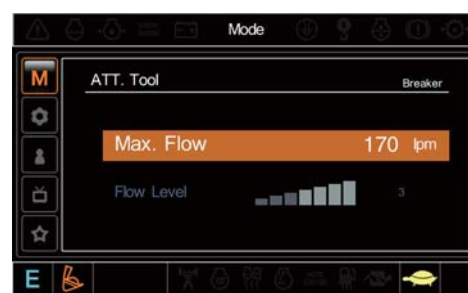 Mode
M
ATT. Tool Breaker
Max. Flow 170 lpm
Flow Level 3
E